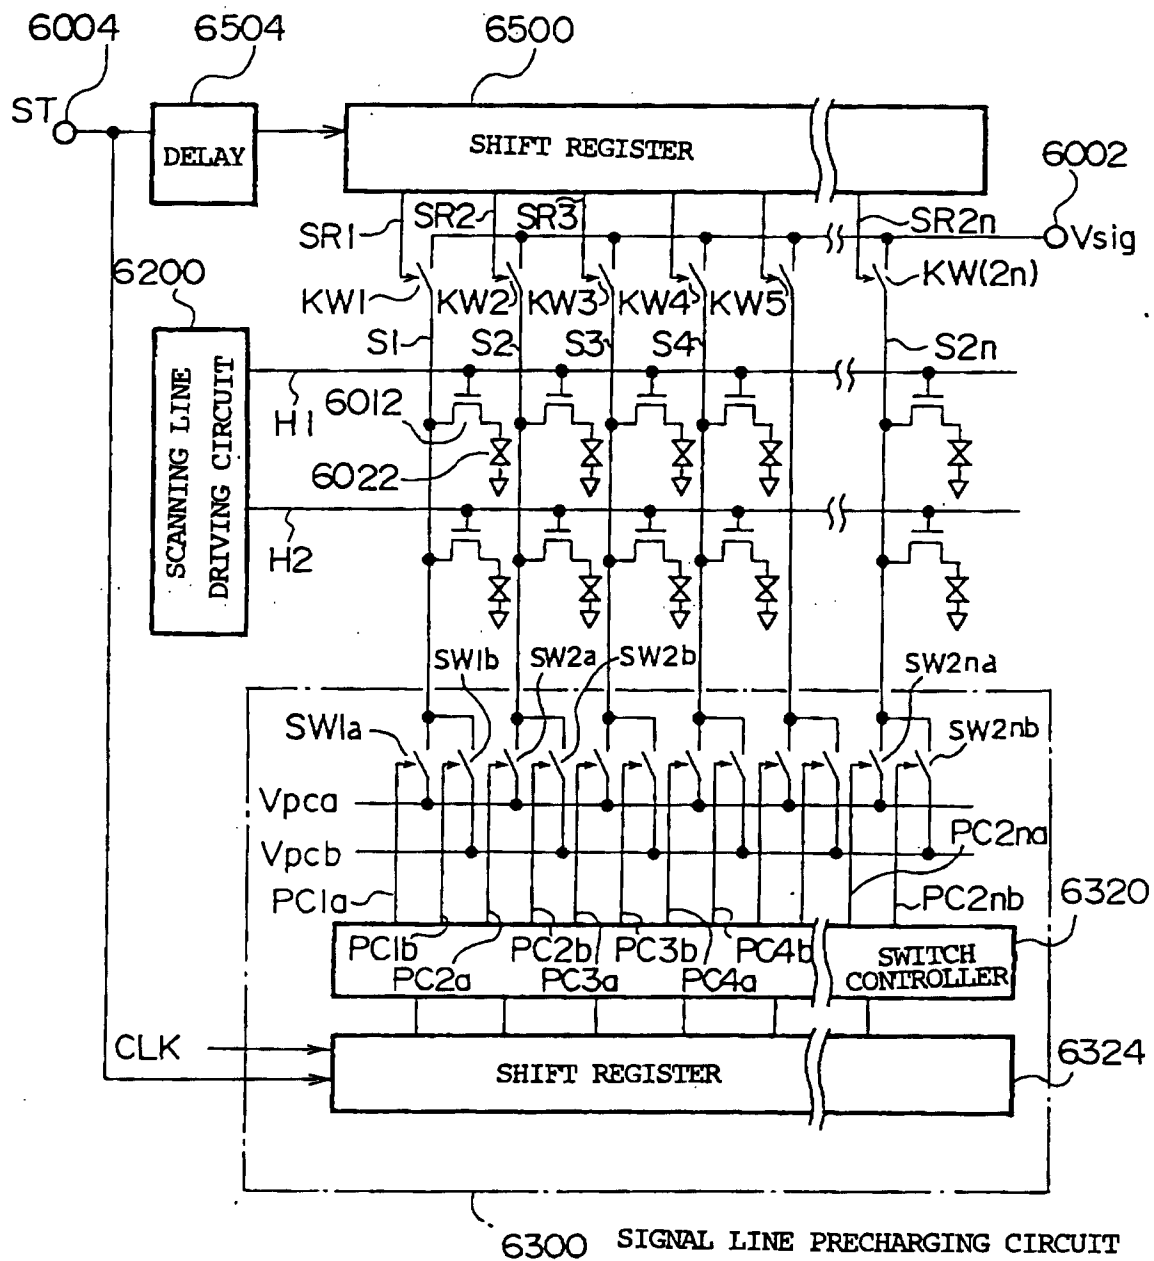 6004 6504 6500
ST DELAY SHIFT REGISTER
6002
SR1 SR2 SR3 SR2n Vsig
6200
KW1 KW2 KW3 KW4 KW5 KW(2n)
S1 S2 S3 S4 S2n
SCANNING LINE
DRIVING CIRCUIT
H1 6012
6022
H2
SW1b SW2a SW2b SW2na
SW1a SW2nb
Vpca
Vpcb PC2na
PC1a PC2nb 6320
PC1b PC2b PC3b PC4b SWITCH
PC2a PC3a PC4a CONTROLLER
CLK SHIFT REGISTER 6324
6300 SIGNAL LINE PRECHARGING CIRCUIT